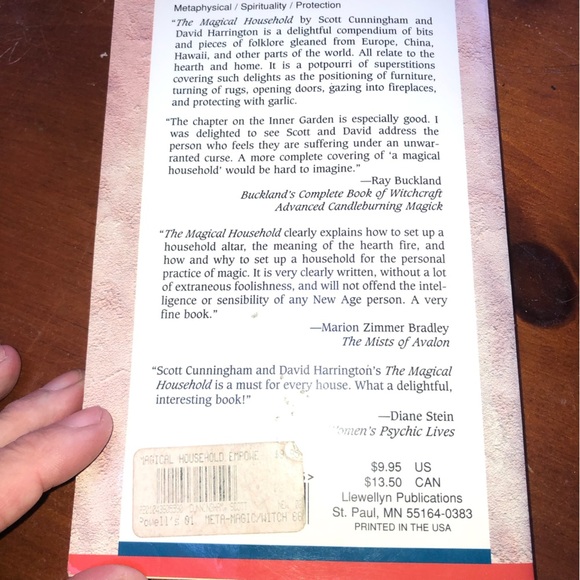 Metaphysical / Spirituality / Protection
"The Magical Household by Scott Cunningham and
David Harrington is a delightful compendium of bits
and pieces of folklore gleaned from Europe, China,
Hawaii, and other parts of the world. All relate to the
hearth and home. It is a potpourri of superstitions
covering such delights as the positioning of furniture,
turning of rugs, opening doors, gazing into fireplaces,
and protecting with garlic.
"The chapter on the Inner Garden is especially good. I
was delighted to see Scott and David address the
person who feels they are suffering under an unwar-
ranted curse. A more complete covering of 'a magical
household' would be hard to imagine."
—Ray Buckland
Buckland's Complete Book of Witchcraft
Advanced Candleburning Magick
"The Magical Household clearly explains how to set up a
household altar, the meaning of the hearth fire, and
how and why to set up a household for the personal
practice of magic. It is very clearly written, without a lot
of extraneous foolishness, and will not offend the intel-
ligence or sensibility of any New Age person. A very
fine book."
—Marion Zimmer Bradley
The Mists of Avalon
"Scott Cunningham and David Harrington's The Magical
Household is a must for every house. What a delightful,
interesting book!"
—Diane Stein
Women's Psychic Lives
MAGICAL HOUSEHOLD EMPOWE
Powell's 01 META-MAGIC/WITCH
$9.95 US
$13.50 CAN
Llewellyn Publications
St. Paul, MN 55164-0383
PRINTED IN THE USA